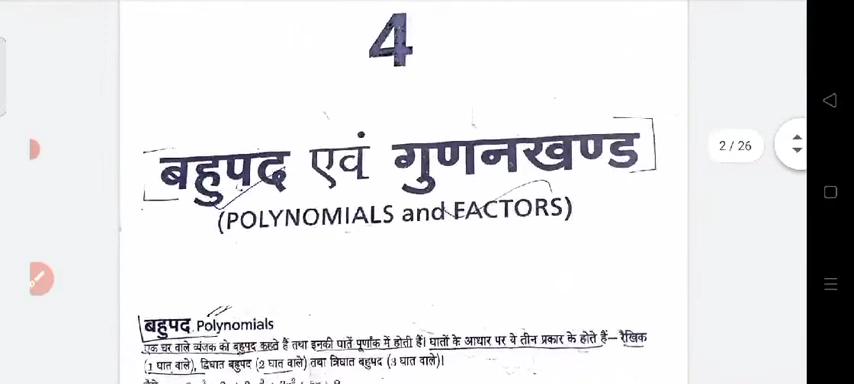 4
बहुपद एवं गुणनखण्ड
(POLYNOMIALS and FACTORS)
2 / 26
बहुपद Polynomials
एक चर वाले व्यंजक को बहुपद कहते हैं तथा इनकी घातें पूर्णांक में होती हैं। घातों के आधार पर ये तीन प्रकार के होते हैं–रैखिक
(1 घात वाले), द्विघात बहुपद (2 घात वाले) तथा त्रिघात बहुपद (3 घात वाले)।